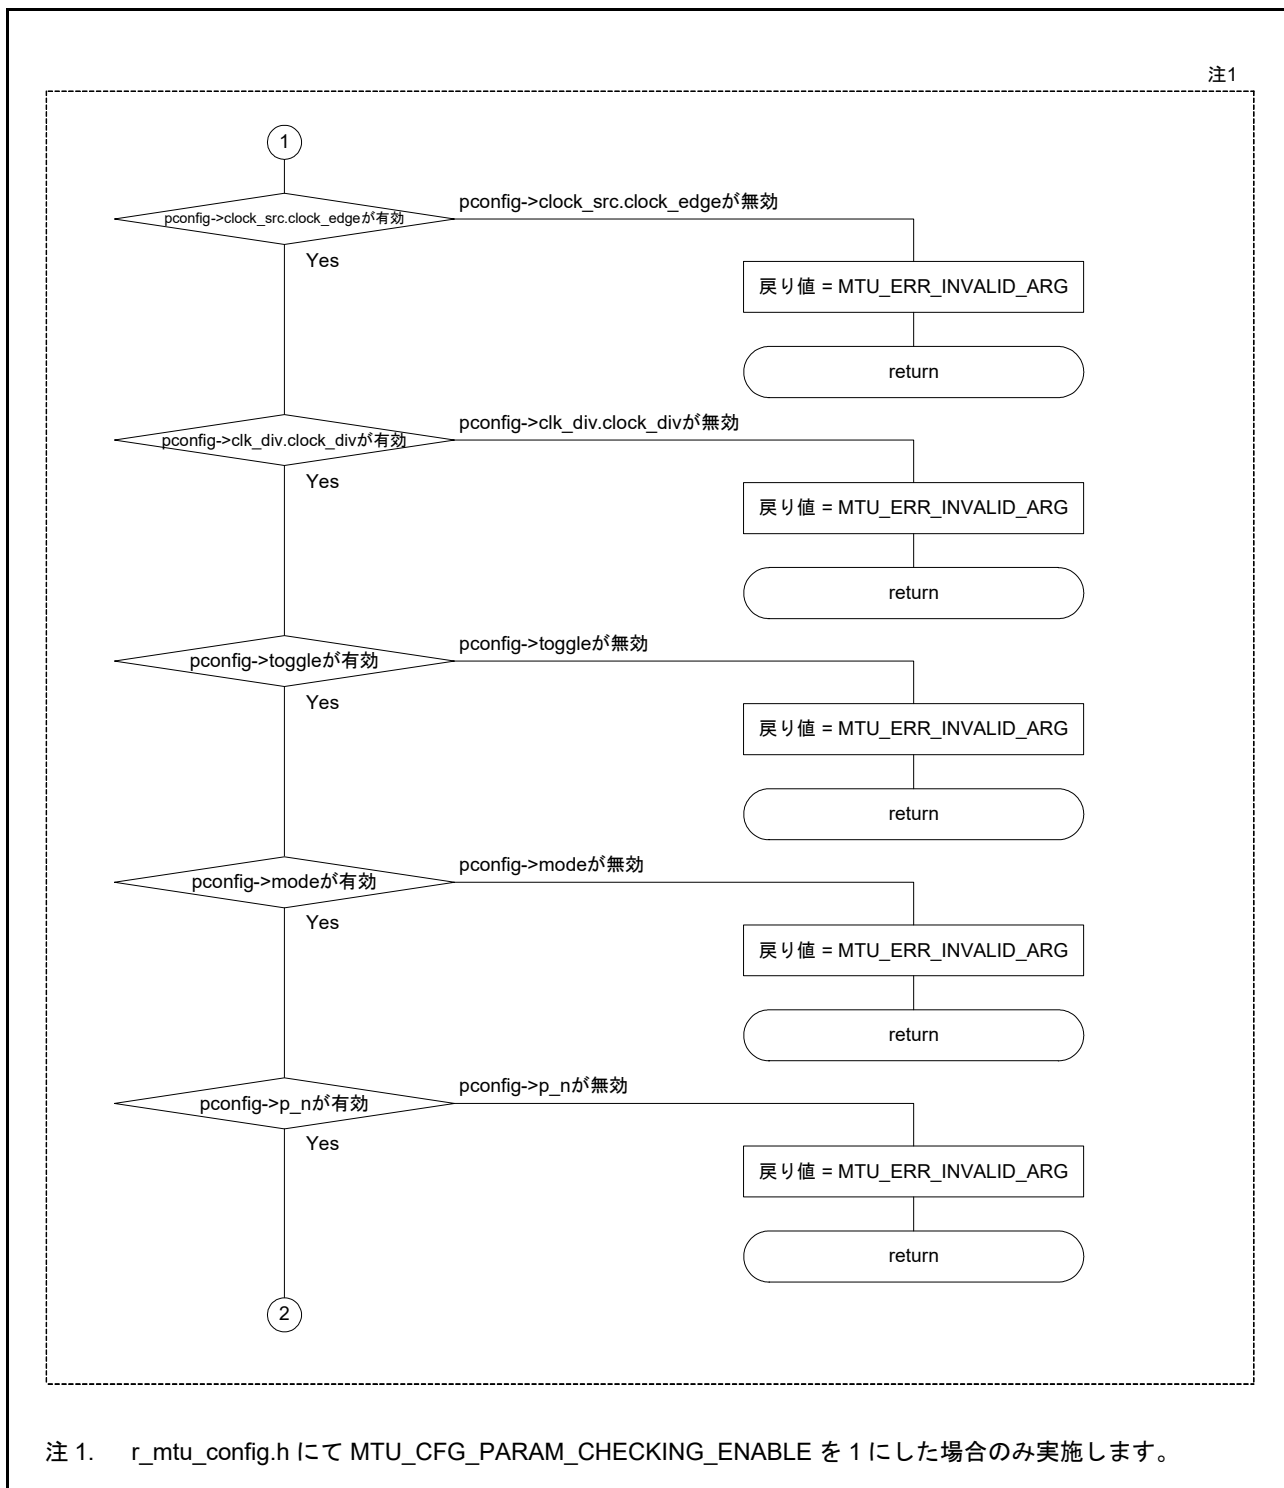 注1
1
pconfig->clock_src.clock_edgeが有効
pconfig->clock_src.clock_edgeが無効
Yes
戻り値 = MTU_ERR_INVALID_ARG
return
pconfig->clk_div.clock_divが有効
pconfig->clk_div.clock_divが無効
Yes
戻り値 = MTU_ERR_INVALID_ARG
return
pconfig->toggleが有効
pconfig->toggleが無効
Yes
戻り値 = MTU_ERR_INVALID_ARG
return
pconfig->modeが有効
pconfig->modeが無効
Yes
戻り値 = MTU_ERR_INVALID_ARG
return
pconfig->p_nが有効
pconfig->p_nが無効
Yes
戻り値 = MTU_ERR_INVALID_ARG
return
2
注 1. r_mtu_config.h にて MTU_CFG_PARAM_CHECKING_ENABLE を 1 にした場合のみ実施します。